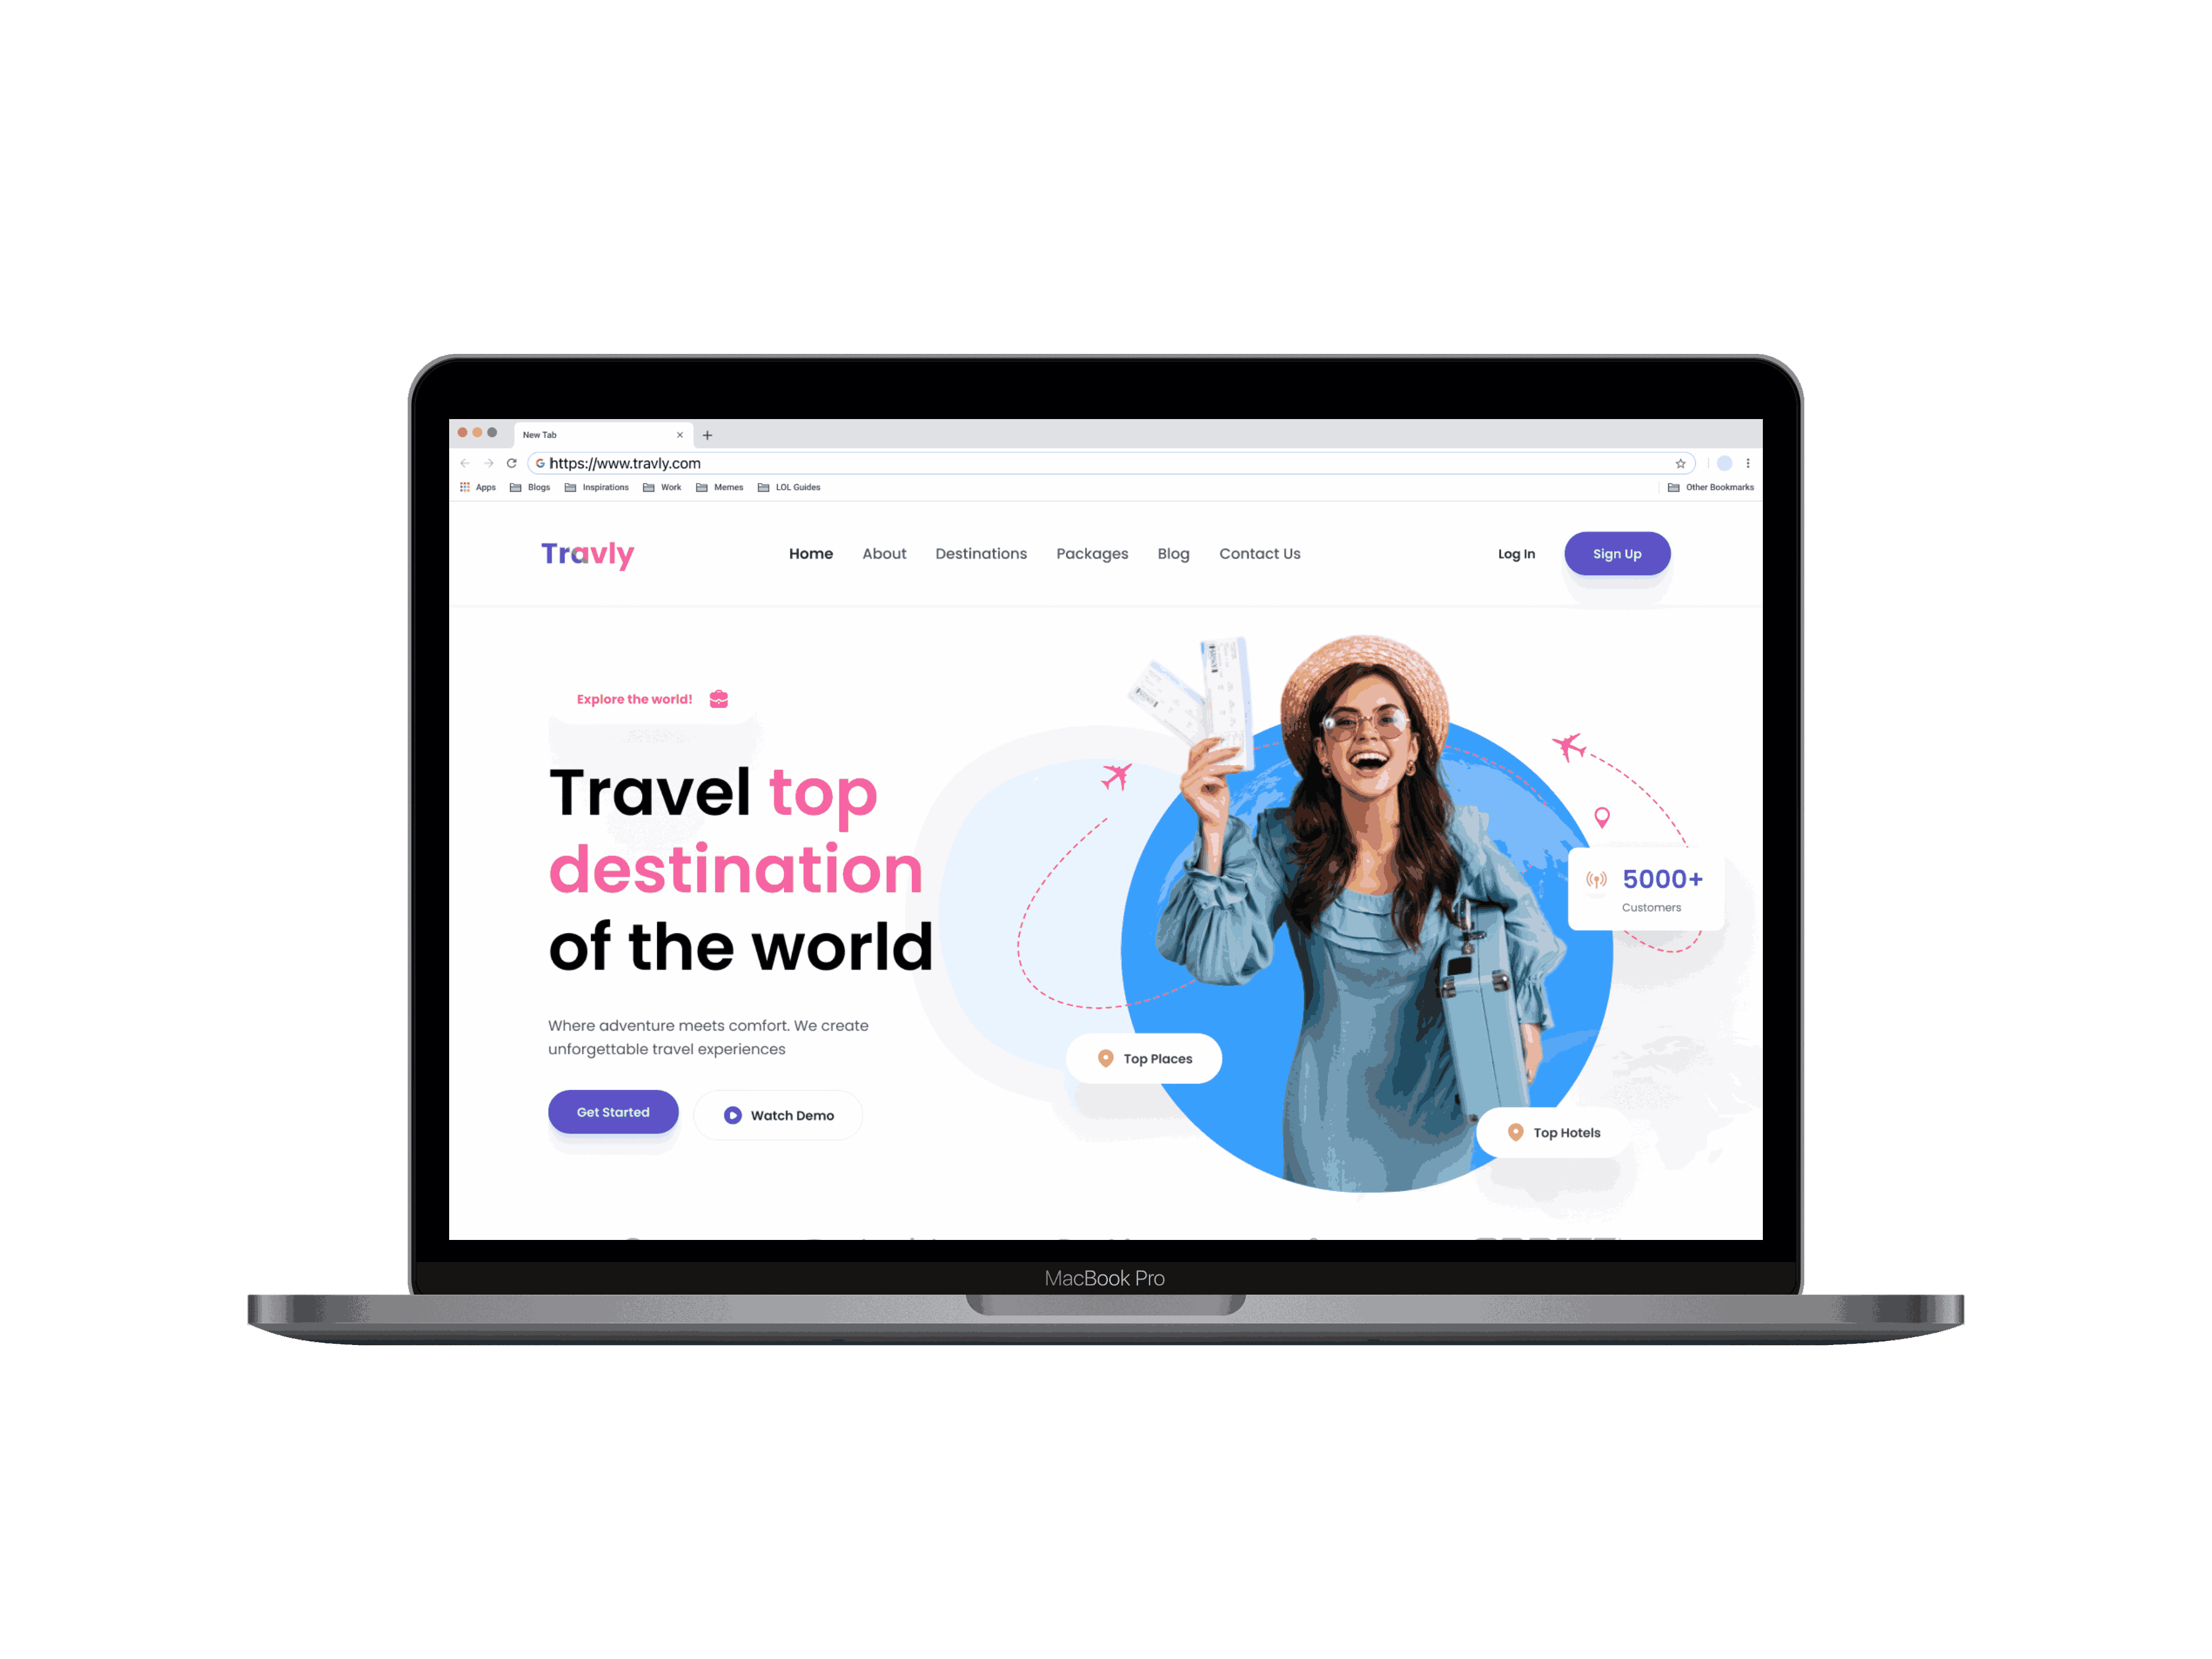 New Tab
https://www.travly.com
Apps Blogs Inspirations Work Memes LOL Guides Other Bookmarks
Travly Home About Destinations Packages Blog Contact Us Log In Sign Up
Explore the world!
Travel top
destination
of the world
Where adventure meets comfort. We create
unforgettable travel experiences
Get Started Watch Demo
5000+
Customers
Top Places
Top Hotels
MacBook Pro